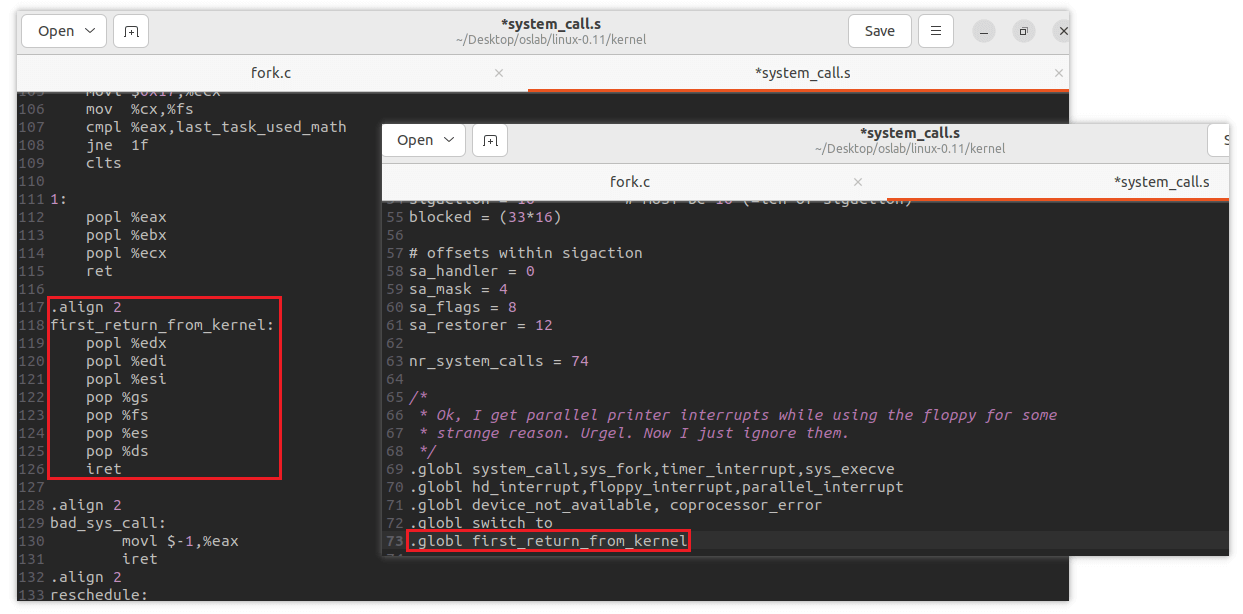 Open
*system_call.s
~/Desktop/oslab/linux-0.11/kernel
Save
fork.c
*system_call.s
106 mov %cx,%fs
107 cmpl %eax,last_task_used_math
108 jne 1f
109 clts
110
111 1:
112 popl %eax
113 popl %ebx
114 popl %ecx
115 ret
116
117 .align 2
118 first_return_from_kernel:
119 popl %edx
120 popl %edi
121 popl %esi
122 pop %gs
123 pop %fs
124 pop %es
125 pop %ds
126 iret
127
128 .align 2
129 bad_sys_call:
130 movl $-1,%eax
131 iret
132 .align 2
133 reschedule:
Open
*system_call.s
~/Desktop/oslab/linux-0.11/kernel
fork.c
*system_call.s
55 blocked = (33*16)
56
57 # offsets within sigaction
58 sa_handler = 0
59 sa_mask = 4
60 sa_flags = 8
61 sa_restorer = 12
62
63 nr_system_calls = 74
64
65 /*
66 * Ok, I get parallel printer interrupts while using the floppy for some
67 * strange reason. Urgel. Now I just ignore them.
68 */
69 .globl system_call,sys_fork,timer_interrupt,sys_execve
70 .globl hd_interrupt,floppy_interrupt,parallel_interrupt
71 .globl device_not_available, coprocessor_error
72 .globl switch_to
73 .globl first_return_from_kernel